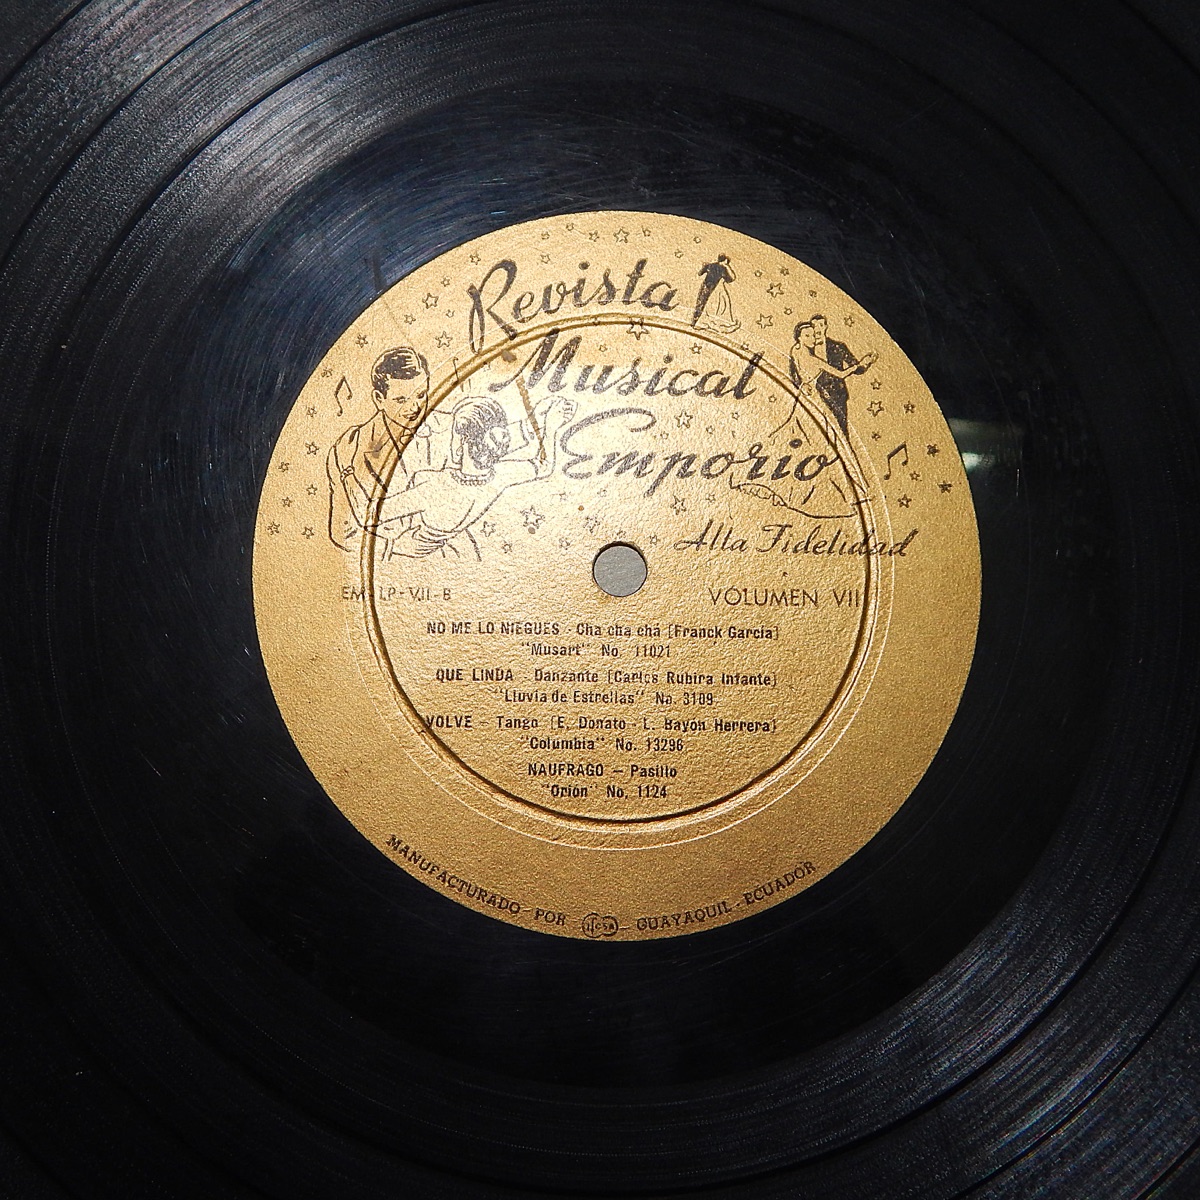 Revista
Musical
Emporio
Alta Fidelidad
EM-LP-VII-B
VOLUMEN VII
NO ME LO NIEGUES - Cha cha chá (Franck Garcia)
"Musart" No. 11021
QUE LINDA - Danzante (Carlos Rubira Infante)
"Lluvia de Estrellas" No. 3109
VOLVE - Tango (E. Donato - L. Bayón Herrera)
"Columbia" No. 13296
NAUFRAGO - Pasillo
"Orión" No. 1124
MANUFACTURADO POR IFESA - GUAYAQUIL - ECUADOR